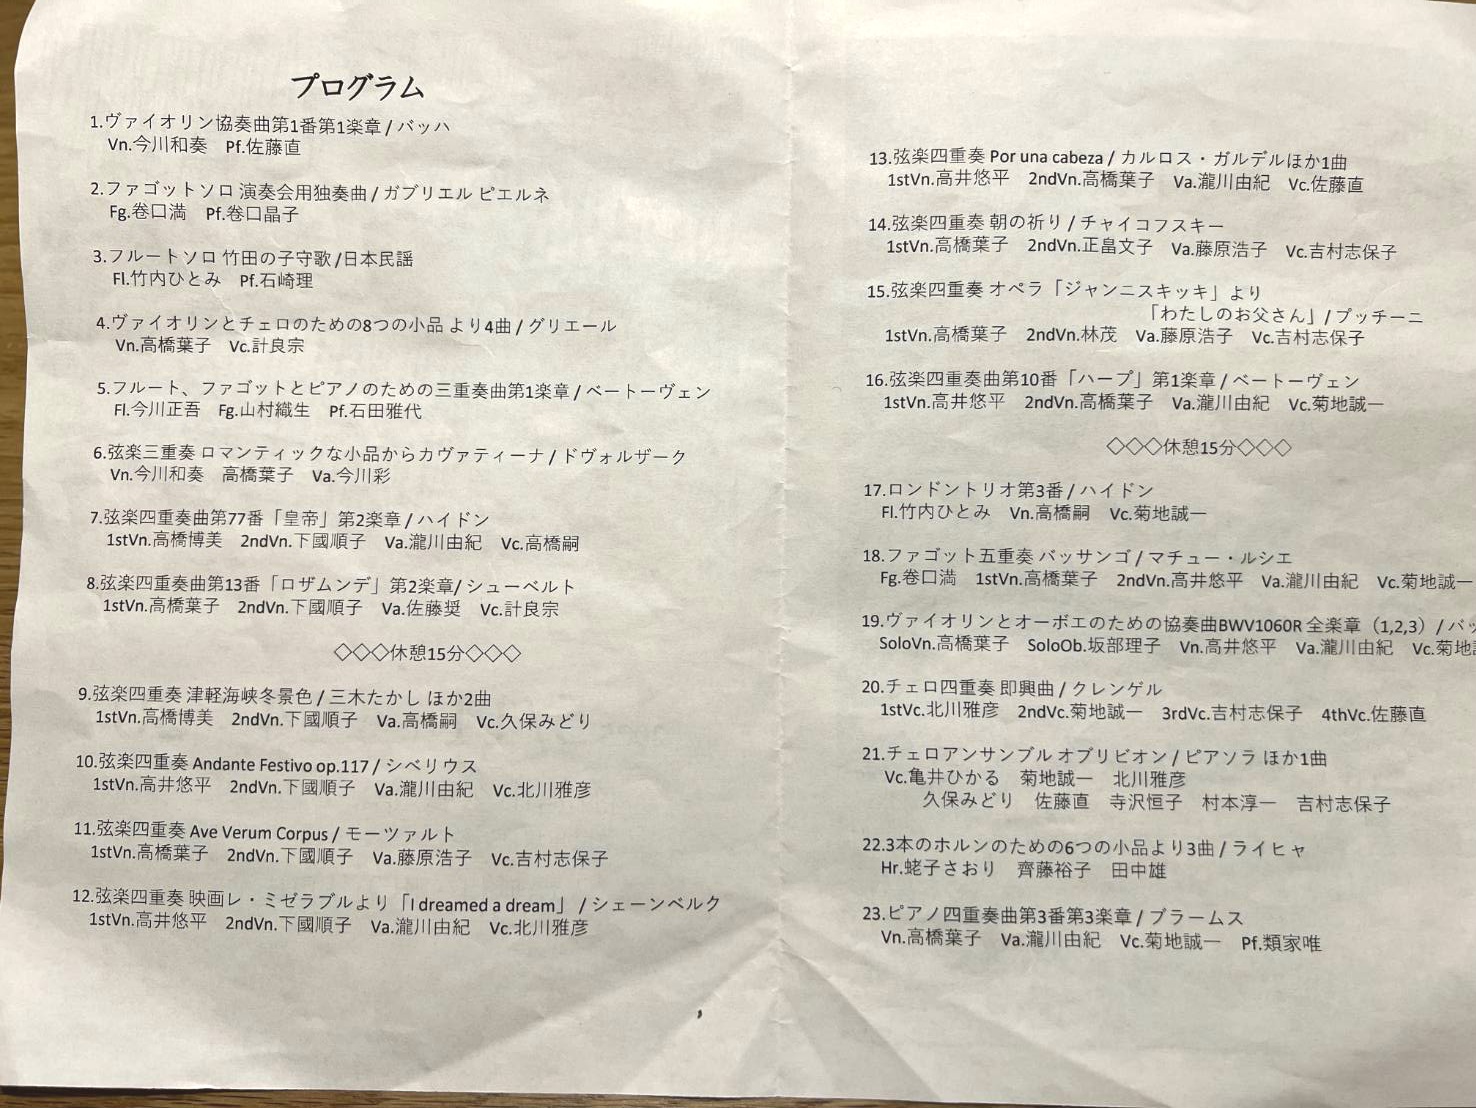 プログラム
1.ヴァイオリン協奏曲第1番第1楽章 / バッハ
Vn.今川和奏 Pf.佐藤直
2.ファゴットソロ 演奏会用独奏曲 / ガブリエル ピエルネ
Fg.巻口満 Pf.巻口晶子
3.フルートソロ 竹田の子守歌 /日本民謡
Fl.竹内ひとみ Pf.石崎理
4.ヴァイオリンとチェロのための8つの小品 より4曲 / グリエール
Vn.高橋葉子 Vc.計良宗
5.フルート、ファゴットとピアノのための三重奏曲第1楽章 / ベートーヴェン
Fl.今川正吾 Fg.山村織生 Pf.石田雅代
6.弦楽三重奏 ロマンティックな小品からカヴァティーナ / ドヴォルザーク
Vn.今川和奏 高橋葉子 Va.今川彩
7.弦楽四重奏曲第77番「皇帝」第2楽章 / ハイドン
1stVn.高橋博美 2ndVn.下國順子 Va.瀧川由紀 Vc.高橋嗣
8.弦楽四重奏曲第13番「ロザムンデ」第2楽章/ シューベルト
1stVn.高橋葉子 2ndVn.下國順子 Va.佐藤奨 Vc.計良宗
◇◇◇休憩15分◇◇◇
9.弦楽四重奏 津軽海峡冬景色 / 三木たかし ほか2曲
1stVn.高橋博美 2ndVn.下國順子 Va.高橋嗣 Vc.久保みどり
10.弦楽四重奏 Andante Festivo op.117 / シベリウス
1stVn.高井悠平 2ndVn.下國順子 Va.瀧川由紀 Vc.北川雅彦
11.弦楽四重奏 Ave Verum Corpus / モーツァルト
1stVn.高橋葉子 2ndVn.下國順子 Va.藤原浩子 Vc.吉村志保子
12.弦楽四重奏 映画レ・ミゼラブルより「I dreamed a dream」 / シェーンベルク
1stVn.高井悠平 2ndVn.下國順子 Va.瀧川由紀 Vc.北川雅彦
13.弦楽四重奏 Por una cabeza / カルロス・ガルデルほか1曲
1stVn.高井悠平 2ndVn.高橋葉子 Va.瀧川由紀 Vc.佐藤直
14.弦楽四重奏 朝の祈り / チャイコフスキー
1stVn.高橋葉子 2ndVn.正畠文子 Va.藤原浩子 Vc.吉村志保子
15.弦楽四重奏 オペラ「ジャンニスキッキ」より
「わたしのお父さん」/ プッチーニ
1stVn.高橋葉子 2ndVn.林茂 Va.藤原浩子 Vc.吉村志保子
16.弦楽四重奏曲第10番「ハープ」第1楽章 / ベートーヴェン
1stVn.高井悠平 2ndVn.高橋葉子 Va.瀧川由紀 Vc.菊地誠一
◇◇◇休憩15分◇◇◇
17.ロンドントリオ第3番 / ハイドン
Fl.竹内ひとみ Vn.高橋嗣 Vc.菊地誠一
18.ファゴット五重奏 バッサンゴ / マチュー・ルシエ
Fg.巻口満 1stVn.高橋葉子 2ndVn.高井悠平 Va.瀧川由紀 Vc.菊地誠一
19.ヴァイオリンとオーボエのための協奏曲BWV1060R 全楽章（1,2,3）/ バッ
SoloVn.高橋葉子 SoloOb.坂部理子 Vn.高井悠平 Va.瀧川由紀 Vc.菊地
20.チェロ四重奏 即興曲 / クレンゲル
1stVc.北川雅彦 2ndVc.菊地誠一 3rdVc.吉村志保子 4thVc.佐藤直
21.チェロアンサンブル オブリビオン / ピアソラ ほか1曲
Vc.亀井ひかる 菊地誠一 北川雅彦
久保みどり 佐藤直 寺沢恒子 村本淳一 吉村志保子
22.3本のホルンのための6つの小品より3曲 / ライヒャ
Hr.蛯子さおり 齊藤裕子 田中雄
23.ピアノ四重奏曲第3番第3楽章 / ブラームス
Vn.高橋葉子 Va.瀧川由紀 Vc.菊地誠一 Pf.類家唯